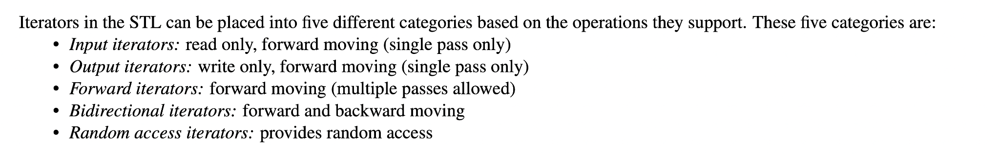 Iterators in the STL can be placed into five different categories based on the operations they support. These five categories are:
• Input iterators: read only, forward moving (single pass only)
• Output iterators: write only, forward moving (single pass only)
• Forward iterators: forward moving (multiple passes allowed)
• Bidirectional iterators: forward and backward moving
• Random access iterators: provides random access